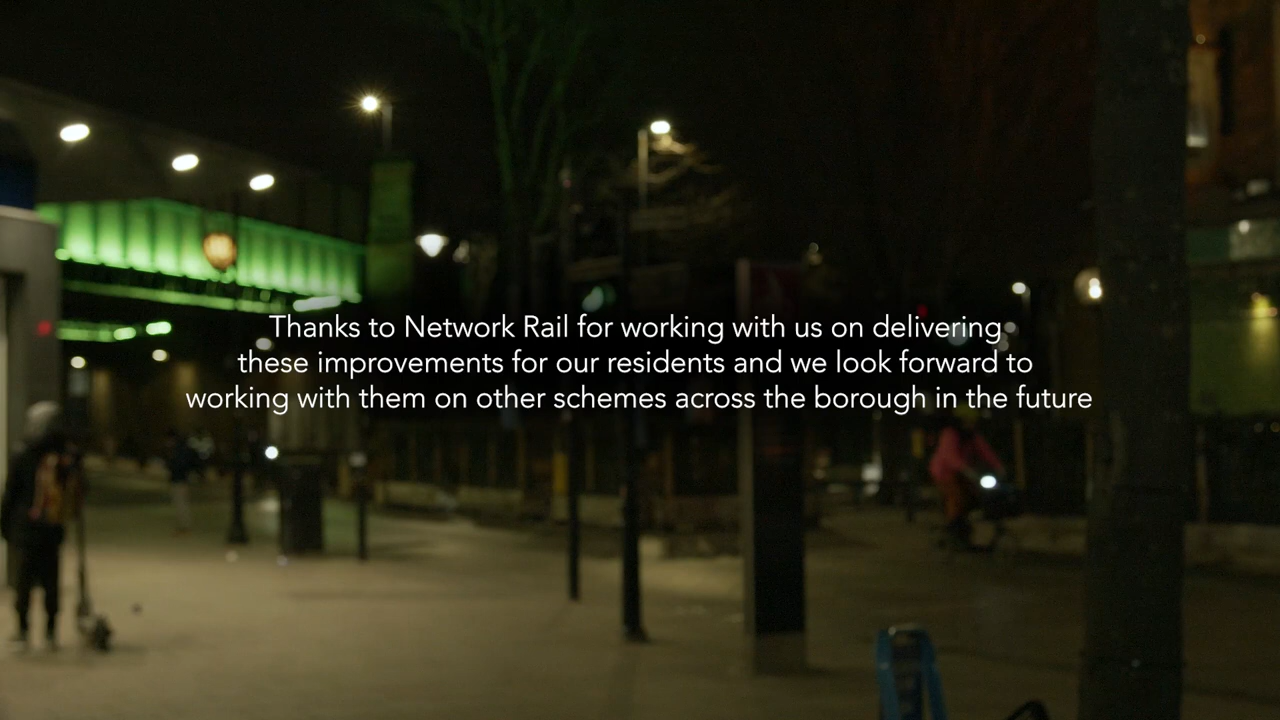 Thanks to Network Rail for working with us on delivering
these improvements for our residents and we look forward to
working with them on other schemes across the borough in the future